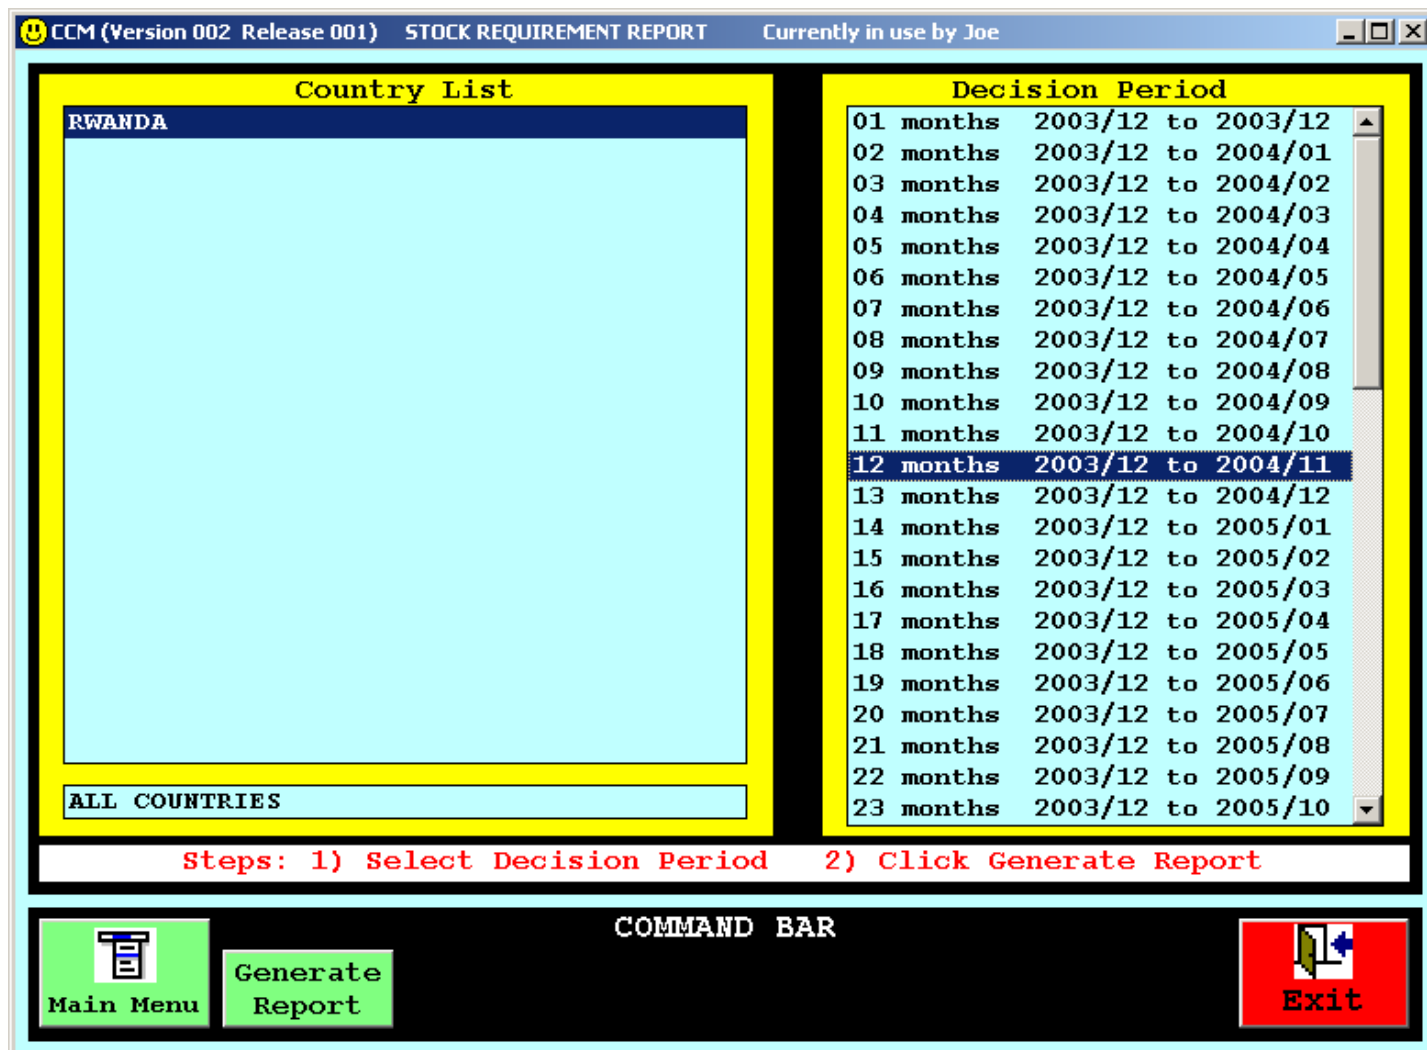 CCM (Version 002 Release 001) STOCK REQUIREMENT REPORT Currently in use by Joe
Country List
RWANDA
ALL COUNTRIES
Decision Period
01 months 2003/12 to 2003/12
02 months 2003/12 to 2004/01
03 months 2003/12 to 2004/02
04 months 2003/12 to 2004/03
05 months 2003/12 to 2004/04
06 months 2003/12 to 2004/05
07 months 2003/12 to 2004/06
08 months 2003/12 to 2004/07
09 months 2003/12 to 2004/08
10 months 2003/12 to 2004/09
11 months 2003/12 to 2004/10
12 months 2003/12 to 2004/11
13 months 2003/12 to 2004/12
14 months 2003/12 to 2005/01
15 months 2003/12 to 2005/02
16 months 2003/12 to 2005/03
17 months 2003/12 to 2005/04
18 months 2003/12 to 2005/05
19 months 2003/12 to 2005/06
20 months 2003/12 to 2005/07
21 months 2003/12 to 2005/08
22 months 2003/12 to 2005/09
23 months 2003/12 to 2005/10
Steps: 1) Select Decision Period 2) Click Generate Report
COMMAND BAR
Main Menu
Generate
Report
Exit